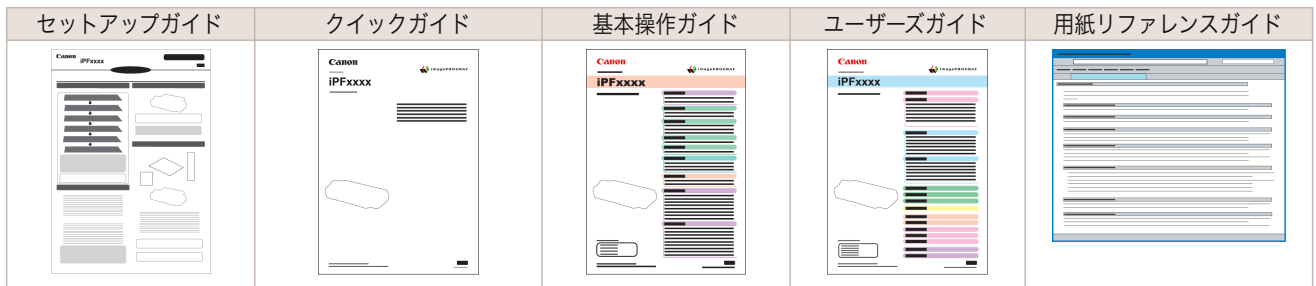 セットアップガイド
クイックガイド
基本操作ガイド
ユーザーズガイド
用紙リファレンスガイド
Canon
iPFxxxx
Canon
imagePROGRAF
iPFxxxx
Canon
imagePROGRAF
iPFxxxx
Canon
imagePROGRAF
iPFxxxx